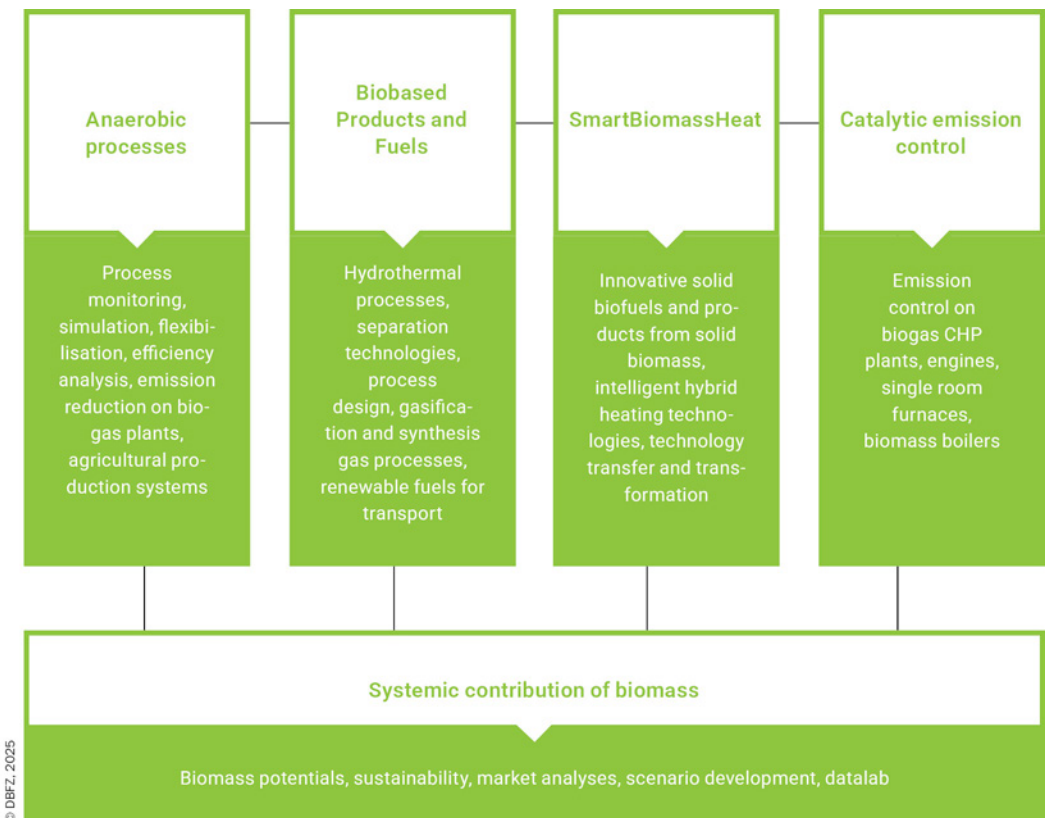 Anaerobic
processes
Biobased
Products and
Fuels
SmartBiomassHeat
Catalytic emission
control
Process
monitoring,
simulation, flexibi-
lisation, efficiency
analysis, emission
reduction on bio-
gas plants,
agricultural pro-
duction systems
Hydrothermal
processes,
separation
technologies,
process
design, gasifica-
tion and synthesis
gas processes,
renewable fuels for
transport
Innovative solid
biofuels and pro-
ducts from solid
biomass,
intelligent hybrid
heating techno-
logies, technology
transfer and trans-
formation
Emission
control on
biogas CHP
plants, engines,
single room
furnaces,
biomass boilers
Systemic contribution of biomass
Biomass potentials, sustainability, market analyses, scenario development, datalab
© DBFZ, 2025